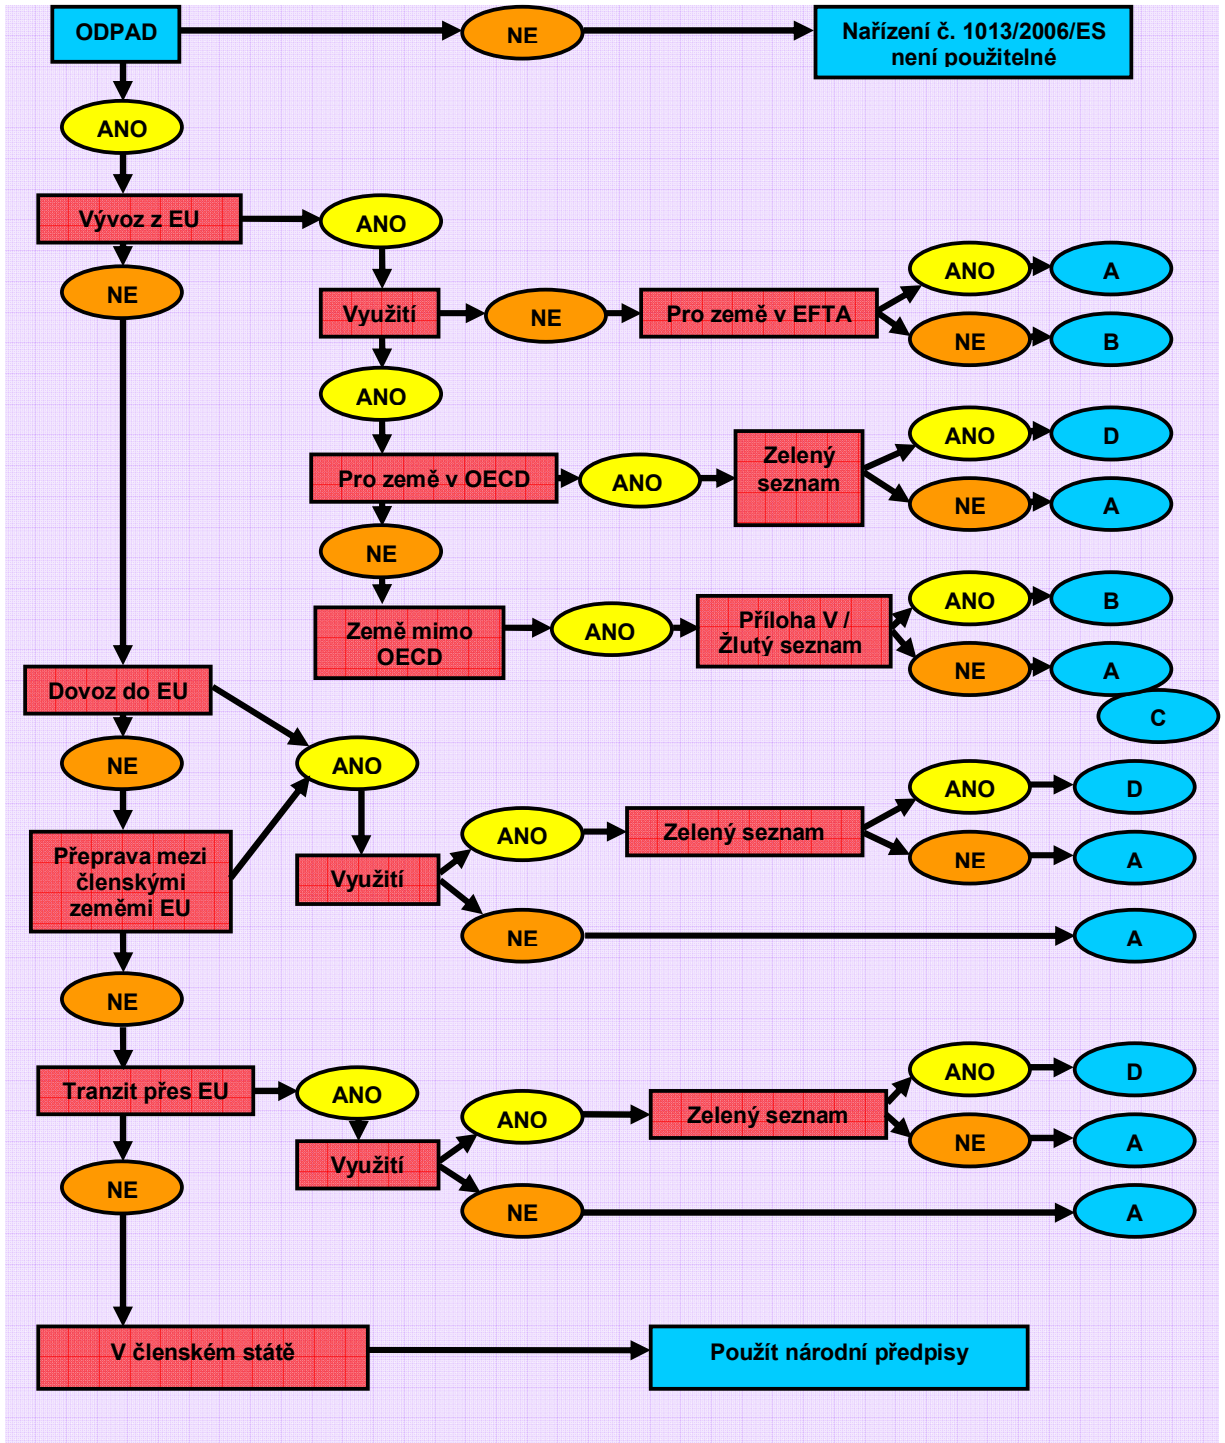 ODPAD
NE
Nařízení č. 1013/2006/ES
není použitelné
ANO
Vývoz z EU
ANO
NE
Využití
NE
Pro země v EFTA
ANO
A
NE
B
ANO
Pro země v OECD
ANO
Zelený
seznam
ANO
D
NE
A
NE
Země mimo
OECD
ANO
Příloha V /
Žlutý seznam
ANO
B
NE
A
C
Dovoz do EU
NE
ANO
Přeprava mezi
členskými
zeměmi EU
Využití
ANO
Zelený seznam
ANO
D
NE
A
NE
A
NE
Tranzit přes EU
ANO
Využití
ANO
Zelený seznam
ANO
D
NE
A
NE
A
NE
V členském státě
Použít národní předpisy